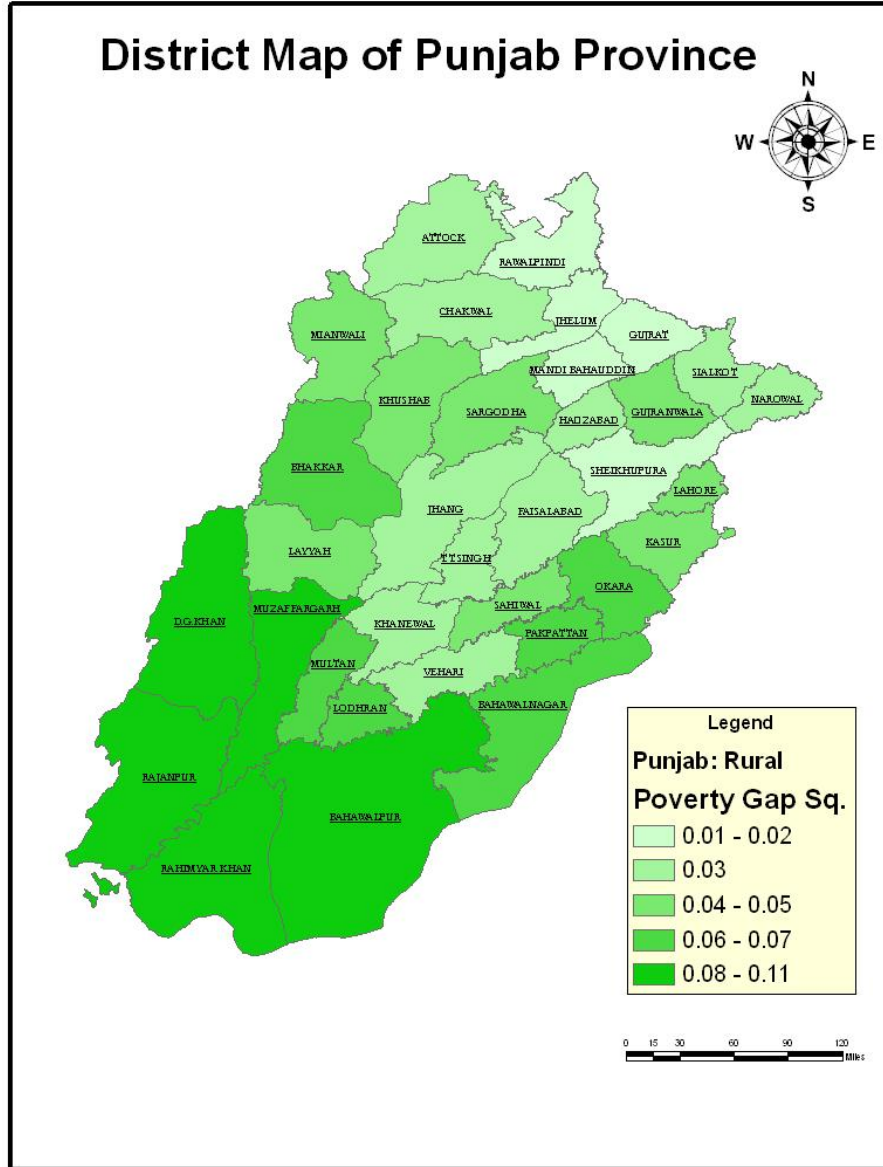 District Map of Punjab Province
N
W E
S
ATTOCK
RAWALPINDI
CHAKWAL
JHELUM
MIANWALI
GUJRAT
MANDI BAHAUDDIN
SIALKOT
KHUSHAB
NAROWAL
SARGODHA
GUJRANWALA
HAFIZABAD
BHAKKAR
SHEIKHUPURA
LAHORE
JHANG
FAISALABAD
KASUR
LAYYAH
T T SINGH
OKARA
SAHIWAL
MUZAFFARGARH
D.G.KHAN
KHANEWAL
PAKPATTAN
MULTAN
VEHARI
LODHRAN
BAHAWALNAGAR
RAJANPUR
BAHAWALPUR
RAHIMYAR KHAN
Legend
Punjab: Rural
Poverty Gap Sq.
0.01 - 0.02
0.03
0.04 - 0.05
0.06 - 0.07
0.08 - 0.11
0 15 30 60 90 120
Miles